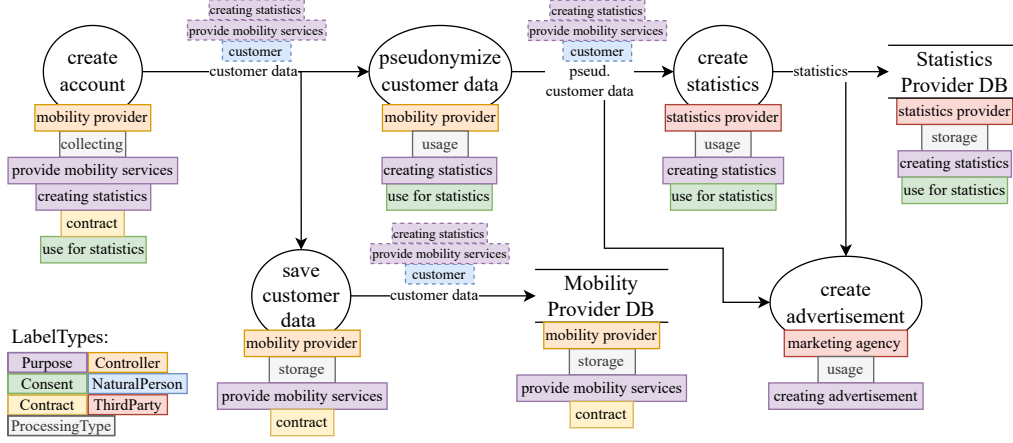 creating statistics
provide mobility services
customer
customer data
creating statistics
provide mobility services
customer
pseud.
customer data
create
account
mobility provider
collecting
provide mobility services
creating statistics
contract
use for statistics
pseudonymize
customer data
mobility provider
usage
creating statistics
use for statistics
create
statistics
statistics provider
usage
creating statistics
use for statistics
statistics
Statistics
Provider DB
statistics provider
storage
creating statistics
use for statistics
save
customer
data
mobility provider
storage
provide mobility services
contract
creating statistics
provide mobility services
customer
customer data
Mobility
Provider DB
mobility provider
storage
provide mobility services
contract
create
advertisement
marketing agency
usage
creating advertisement
LabelTypes:
Purpose
Controller
Consent
NaturalPerson
Contract
ThirdParty
ProcessingType